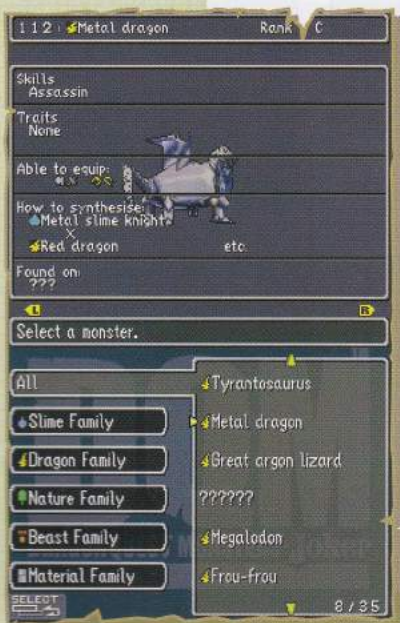 112: Metal dragon Rank C
Skills
Assassin
Traits
None
Able to equip:
How to synthesise:
Metal slime knight
X
Red dragon etc.
Found on:
???
L R
Select a monster.
All
Slime Family
Dragon Family
Nature Family
Beast Family
Material Family
Tyrantosaurus
Metal dragon
Great argon lizard
??????
Megalodon
Frou-frou
SELECT
8/35